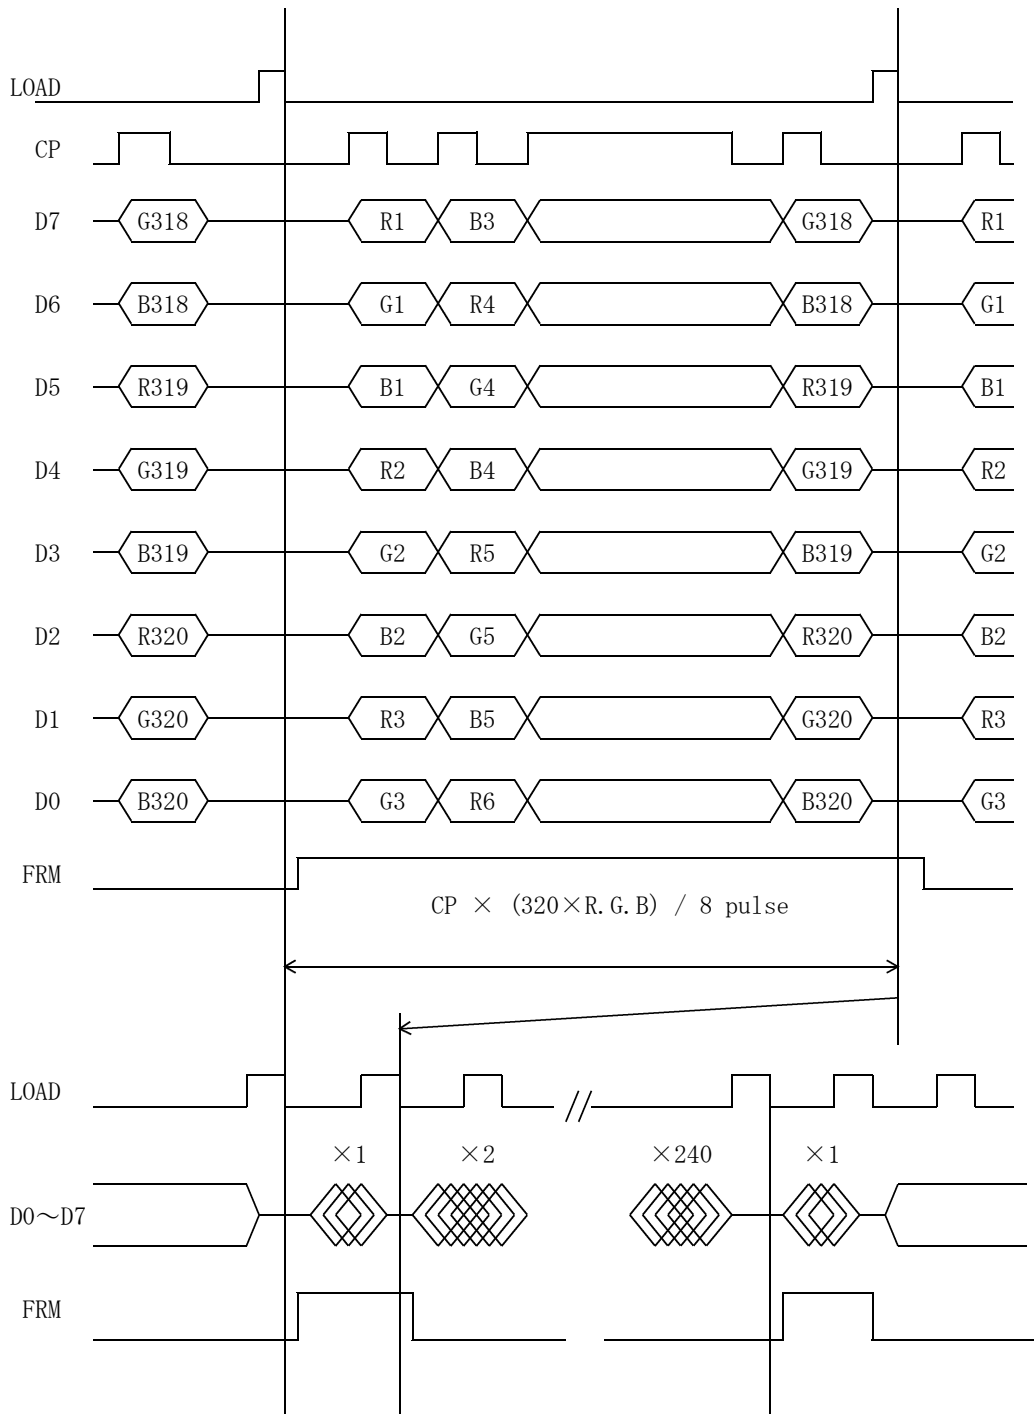 LOAD
CP
D7 G318 R1 B3 G318 R1
D6 B318 G1 R4 B318 G1
D5 R319 B1 G4 R319 B1
D4 G319 R2 B4 G319 R2
D3 B319 G2 R5 B319 G2
D2 R320 B2 G5 R320 B2
D1 G320 R3 B5 G320 R3
D0 B320 G3 R6 B320 G3
FRM
CP × (320×R.G.B) / 8 pulse
LOAD
×1 ×2 ×240 ×1
D0～D7
FRM